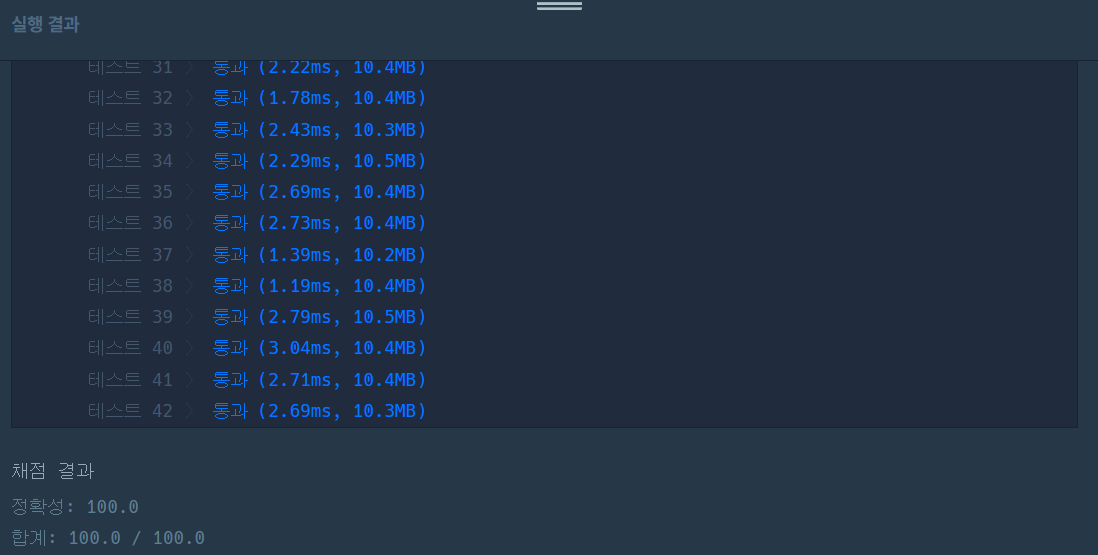 실행 결과
테스트 31 〉 통과 (2.22ms, 10.4MB)
테스트 32 〉 통과 (1.78ms, 10.4MB)
테스트 33 〉 통과 (2.43ms, 10.3MB)
테스트 34 〉 통과 (2.29ms, 10.5MB)
테스트 35 〉 통과 (2.69ms, 10.4MB)
테스트 36 〉 통과 (2.73ms, 10.4MB)
테스트 37 〉 통과 (1.39ms, 10.2MB)
테스트 38 〉 통과 (1.19ms, 10.4MB)
테스트 39 〉 통과 (2.79ms, 10.5MB)
테스트 40 〉 통과 (3.04ms, 10.4MB)
테스트 41 〉 통과 (2.71ms, 10.4MB)
테스트 42 〉 통과 (2.69ms, 10.3MB)
채점 결과
정확성: 100.0
합계: 100.0 / 100.0